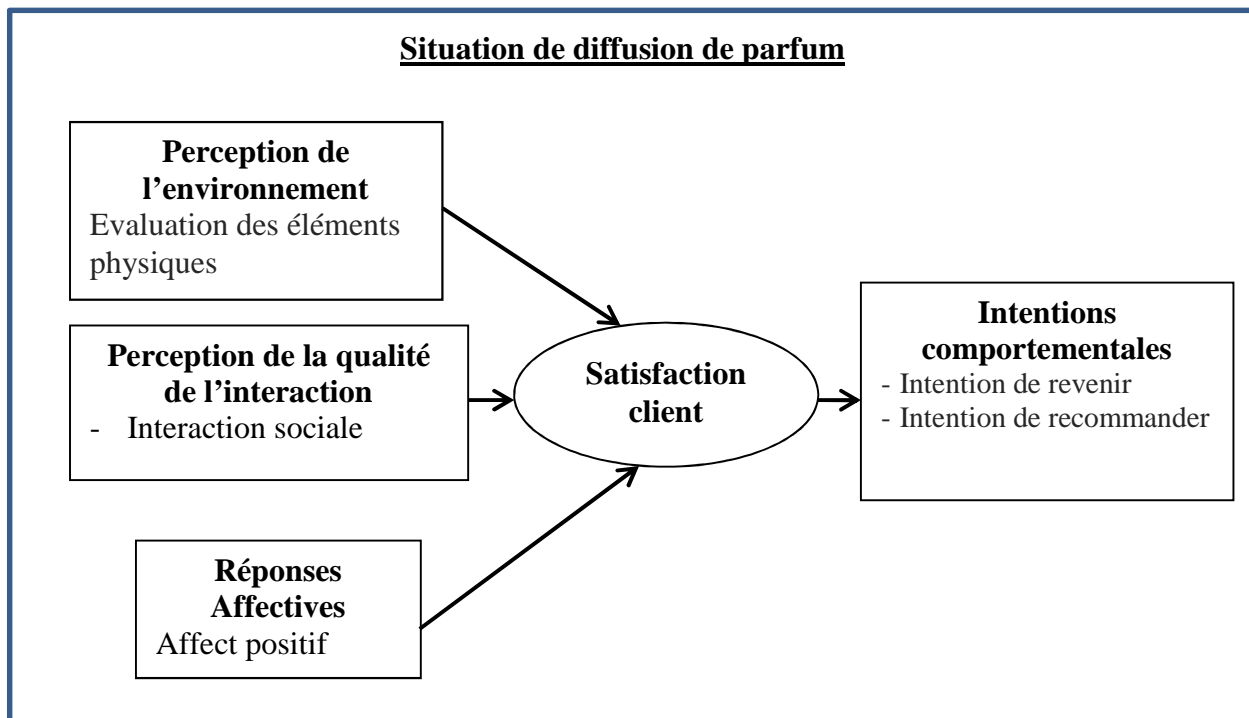 Situation de diffusion de parfum
Perception de
l’environnement
Evaluation des éléments
physiques
Perception de la qualité
de l’interaction
- Interaction sociale
Réponses
Affectives
Affect positif
Satisfaction
client
Intentions
comportementales
- Intention de revenir
- Intention de recommander